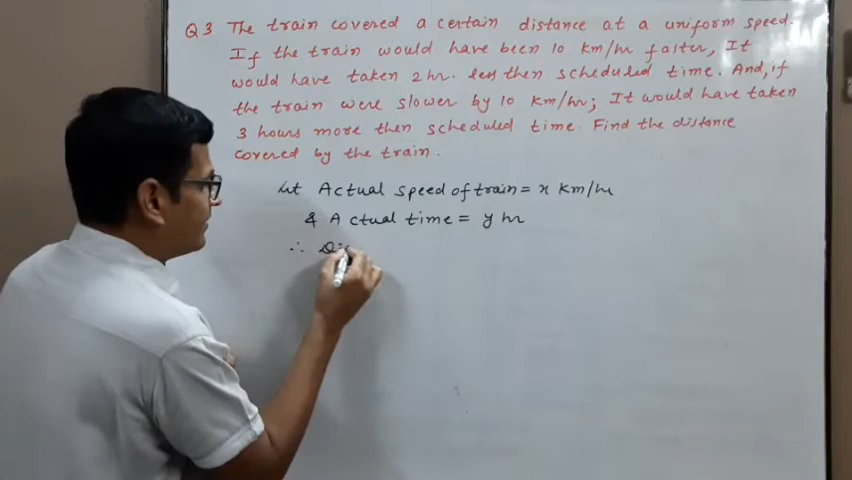 Q3 The train covered a certain distance at a uniform speed.
If the train would have been 10 km/hr faster, It
would have taken 2 hr. less then scheduled time. And, if
the train were slower by 10 km/hr; It would have taken
3 hours more then scheduled time. Find the distance
covered by the train.
Let Actual speed of train = x km/hr
& Actual time = y hr
∴ Dis